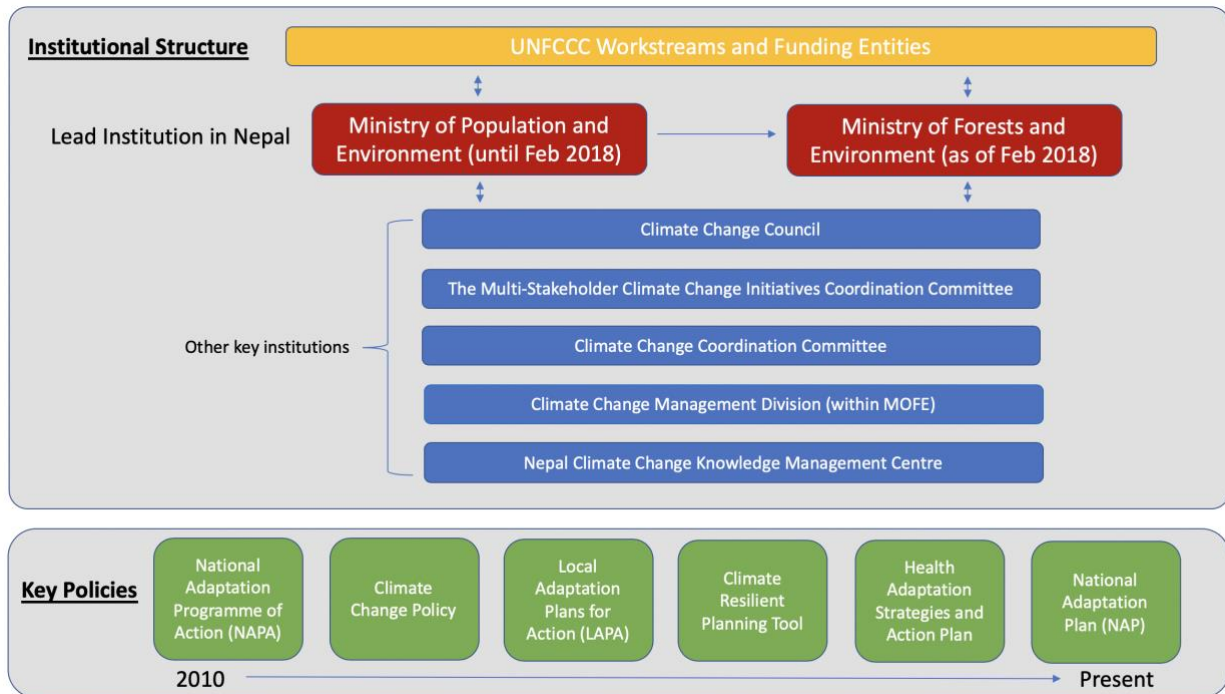 Institutional Structure
UNFCCC Workstreams and Funding Entities
Lead Institution in Nepal
Ministry of Population and
Environment (until Feb 2018)
Ministry of Forests and
Environment (as of Feb 2018)
Climate Change Council
The Multi-Stakeholder Climate Change Initiatives Coordination Committee
Other key institutions
Climate Change Coordination Committee
Climate Change Management Division (within MOFE)
Nepal Climate Change Knowledge Management Centre
Key Policies
National
Adaptation
Programme of
Action (NAPA)
Climate
Change Policy
Local
Adaptation
Plans for
Action (LAPA)
Climate
Resilient
Planning Tool
Health
Adaptation
Strategies and
Action Plan
National
Adaptation
Plan (NAP)
2010
Present